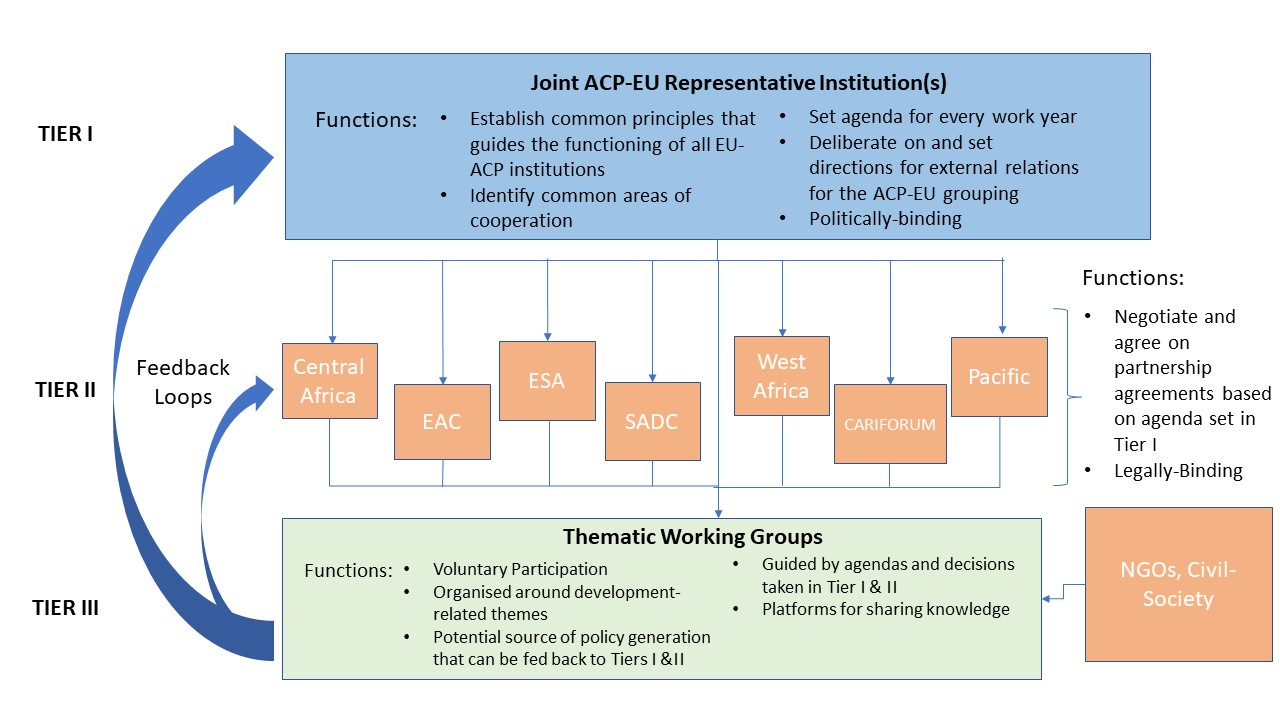 Joint ACP-EU Representative Institution(s)
TIER I
Functions:
• Establish common principles that
guides the functioning of all EU-
ACP institutions
• Identify common areas of
cooperation
• Set agenda for every work year
• Deliberate on and set
directions for external relations
for the ACP-EU grouping
• Politically-binding
TIER II
Feedback
Loops
Central
Africa
EAC
ESA
SADC
West
Africa
CARIFORUM
Pacific
Functions:
• Negotiate and
agree on
partnership
agreements based
on agenda set in
Tier I
• Legally-Binding
TIER III
Thematic Working Groups
Functions:
• Voluntary Participation
• Organised around development-
related themes
• Potential source of policy generation
that can be fed back to Tiers I &II
• Guided by agendas and decisions
taken in Tier I & II
• Platforms for sharing knowledge
NGOs, Civil-
Society